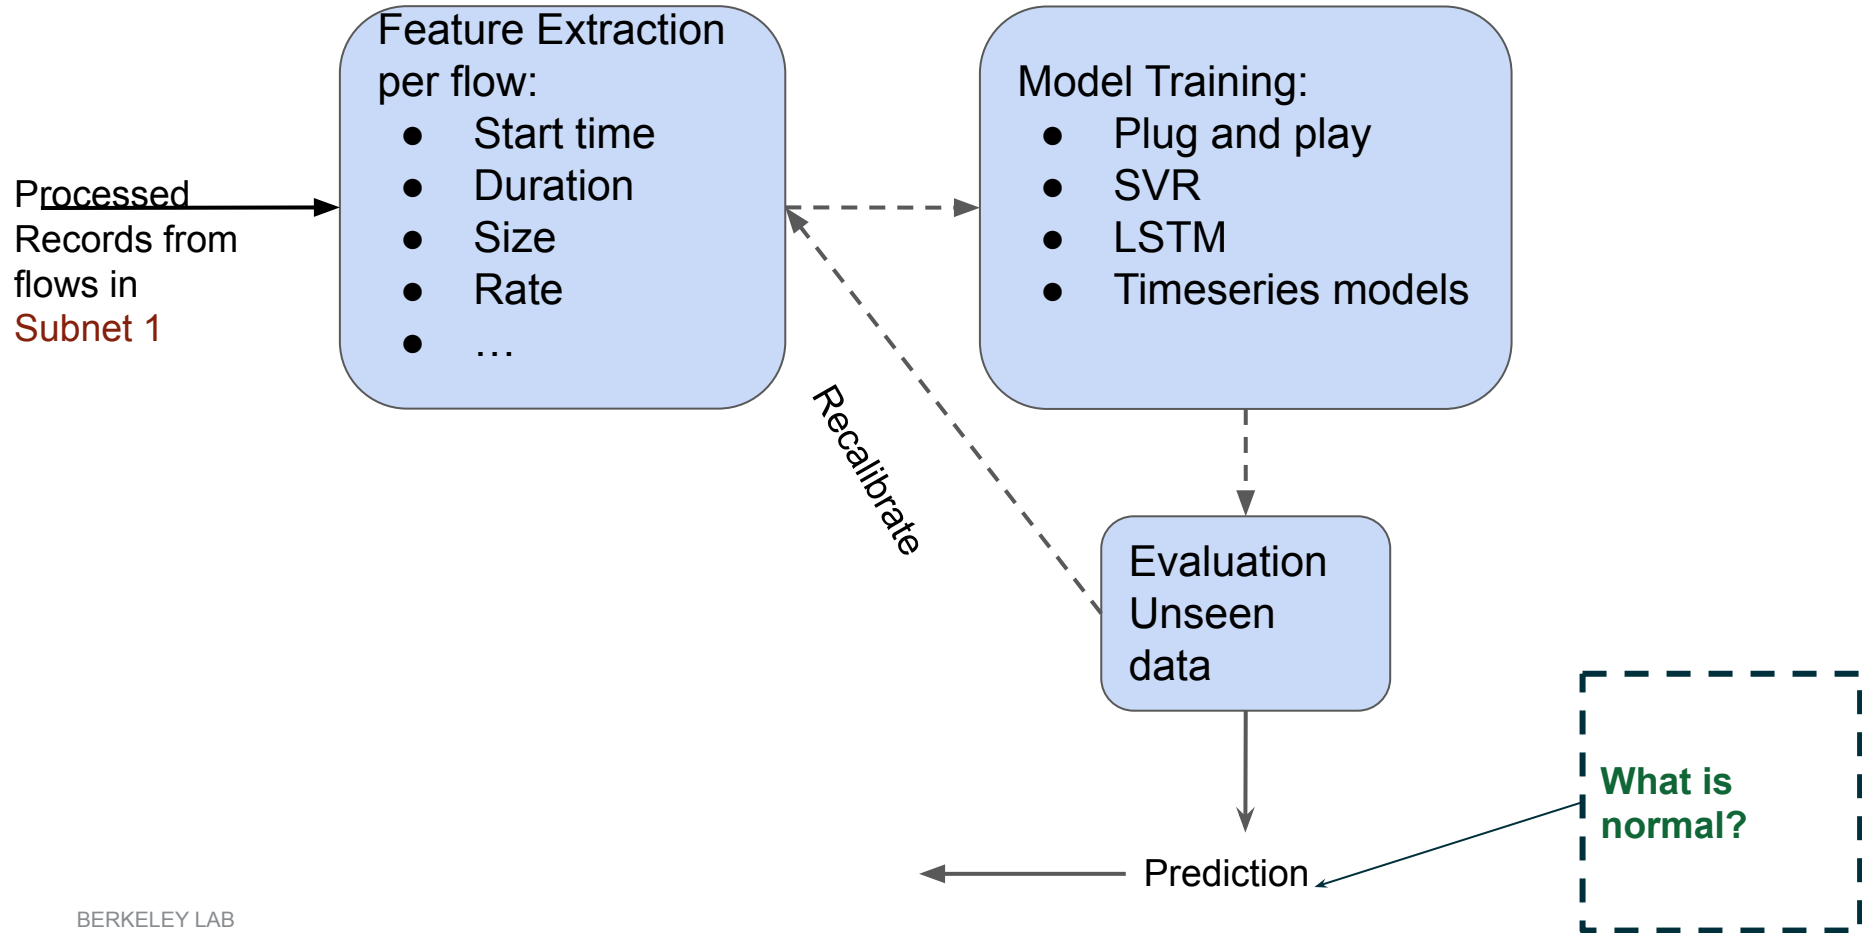 Feature Extraction
per flow:
● Start time
● Duration
● Size
● Rate
● …
Model Training:
● Plug and play
● SVR
● LSTM
● Timeseries models
Processed
Records from
flows in
Subnet 1
Recalibrate
Evaluation
Unseen
data
What is
normal?
Prediction
BERKELEY LAB